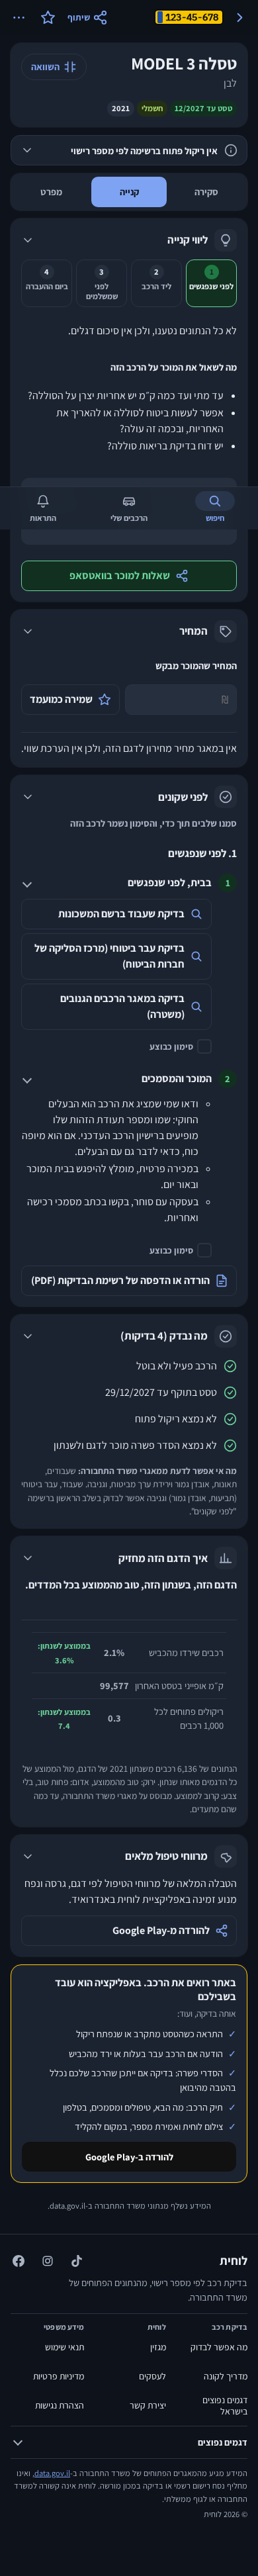 123-45-678
שיתוף
טסלה MODEL 3
לבן
השוואה
טסט עד 12/2027
חשמלי
2021
אין ריקול פתוח ברשימה לפי מספר רישוי
סקירה
קנייה
מפרט
ליווי קנייה
1
לפני שנפגשים
2
ליד הרכב
3
לפני
שמשלמים
4
ביום ההעברה
לא כל הנתונים נטענו, ולכן אין סיכום דגלים.
מה לשאול את המוכר על הרכב הזה
עד מתי ועד כמה ק״מ יש אחריות יצרן על הסוללה?
אפשר לעשות ביטוח לסוללה או להאריך את
אחריותם, ובכמה זה עולה?
יש דוח בדיקת בריאות סוללה?
חיפוש
הרכבים שלי
התראות
שאלות למוכר בוואטסאפ
המחיר
המחיר שהמוכר מבקש
₪
שמירה כמועמד
אין במאגר מחיר מחירון לדגם הזה, ולכן אין הערכת שווי.
לפני שקונים
סמנו שלבים תוך כדי, והסימון נשמר לרכב הזה
1. לפני שנפגשים
1
בבית, לפני שנפגשים
בדיקת שעבוד ברשם המשכונות
בדיקת עבר ביטוחי (מרכז הסליקה של
חברות הביטוח)
בדיקה במאגר הרכבים הגנובים
(משטרה)
סימון כבוצע
2
המוכר והמסמכים
ודאו שמי שמציג את הרכב הוא הבעלים
החוקי: שמו ומספר תעודת הזהות שלו
מופיעים ברישיון הרכב העדכני. אם הוא מיופה
כוח, כדאי לדבר גם עם הבעלים.
במכירה פרטית, מומלץ להיפגש בבית המוכר
ובאור יום.
בעסקה עם סוחר, בקשו בכתב מסמכי רכישה
ואחריות.
סימון כבוצע
הורדה או הדפסה של רשימת הבדיקות (PDF)
מה נבדק (4 בדיקות)
הרכב פעיל ולא בוטל
טסט בתוקף עד 29/12/2027
לא נמצא ריקול פתוח
לא נמצא הסדר פשרה מוכר לדגם ולשנתון
מה אי אפשר לדעת ממאגרי משרד התחבורה: שעבודים,
תאונות, אובדן גמור וירידת ערך מביטוח, וגניבה. שעבוד, עבר ביטוחי
(תביעות, אובדן גמור) וגניבה אפשר לבדוק בשלב הראשון ברשימה
"לפני שקונים".
איך הדגם הזה מחזיק
הדגם הזה, בשנתון הזה, טוב מהממוצע בכל המדדים.
רכבים שירדו מהכביש
2.1%
בממוצע לשנתון:
3.6%
ק״מ אופייני בטסט האחרון
99,577
ריקולים פתוחים לכל
1,000 רכבים
0.3
בממוצע לשנתון:
7.4
הנתונים של 6,136 רכבים משנתון 2021 של הדגם, מול הממוצע של
כל הדגמים מאותו שנתון. ירוק: טוב מהממוצע, אדום: פחות טוב, בלי
צבע: קרוב לממוצע. מבוסס על מאגרי משרד התחבורה, עד כמה
שהם מתעדים.
מרווחי טיפול מלאים
הטבלה המלאה של מרווחי הטיפול לפי דגם, גרסה ונפח
מנוע זמינה באפליקציית לוחית באנדרואיד.
להורדה מ-Google Play
באתר רואים את הרכב. באפליקציה הוא עובד
בשבילכם
אותה בדיקה, ועוד:
✓ התראה כשהטסט מתקרב או שנפתח ריקול
✓ הודעה אם הרכב עבר בעלות או ירד מהכביש
✓ הסדרי פשרה: בדיקה אם ייתכן שהרכב שלכם נכלל
בהטבה מהיבואן
✓ תיק הרכב: מה הבא, טיפולים ומסמכים, בטלפון
✓ צילום לוחית ואמירת מספר, במקום להקליד
להורדה ב-Google Play
המידע נשלף מנתוני משרד התחבורה ב-data.gov.il.
לוחית
בדיקת רכב לפי מספר רישוי, מהנתונים הפתוחים של
משרד התחבורה.
בדיקת רכב
לוחית
מידע משפטי
מה אפשר לבדוק
מגזין
תנאי שימוש
מדריך לקונה
לעסקים
מדיניות פרטיות
דגמים נפוצים
בישראל
יצירת קשר
הצהרת נגישות
דגמים נפוצים
המידע מגיע מהמאגרים הפתוחים של משרד התחבורה ב-data.gov.il, ואינו
מחליף נסח רישום רשמי או בדיקה במכון מורשה. לוחית אינה קשורה למשרד
התחבורה או לגוף ממשלתי.
© 2026 לוחית